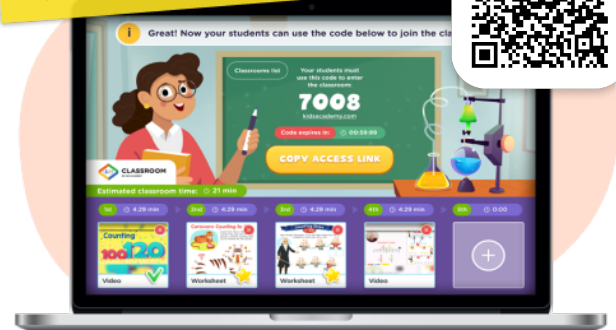 Great! Now your students can use the code below to join the cla
Classrooms list
Your students must
use this code to enter
the classroom
7008
kidsacademy.com
Code expires in: 00:59:09
COPY ACCESS LINK
CLASSROOM
Estimated classroom time: 21 min
1st 4:29 min
2nd 4:29 min
3rd 4:29 min
4th 4:29 min
5th 0:00
Counting
100 120
Video
Worksheet
Worksheet
Video